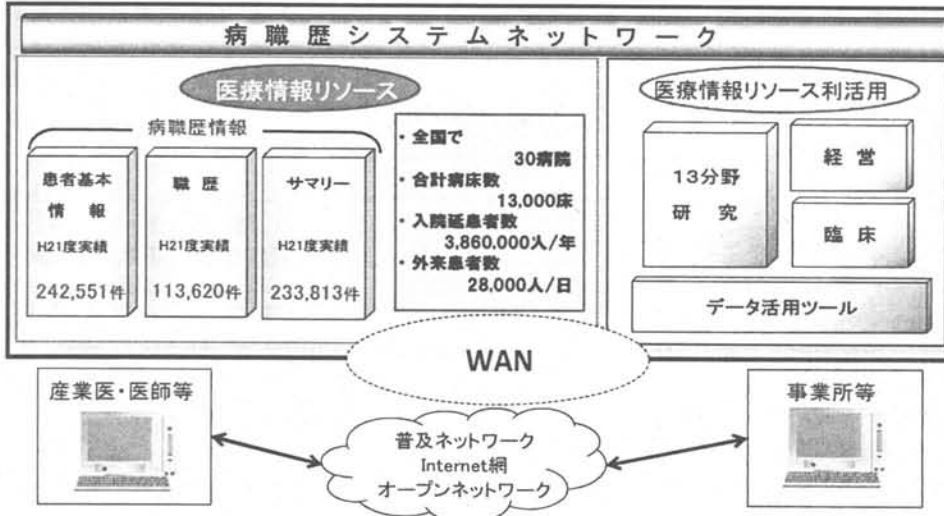 病職歴システムネットワーク
医療情報リソース
病職歴情報
患者基本
情報
H21度実績
242,551件
職歴
H21度実績
113,620件
サマリー
H21度実績
233,813件
・全国で
30病院
・合計病床数
13,000床
・入院延患者数
3,860,000人/年
・外来患者数
28,000人/日
医療情報リソース利活用
13分野
研究
経営
臨床
データ活用ツール
WAN
産業医・医師等
普及ネットワーク
Internet網
オープンネットワーク
事業所等